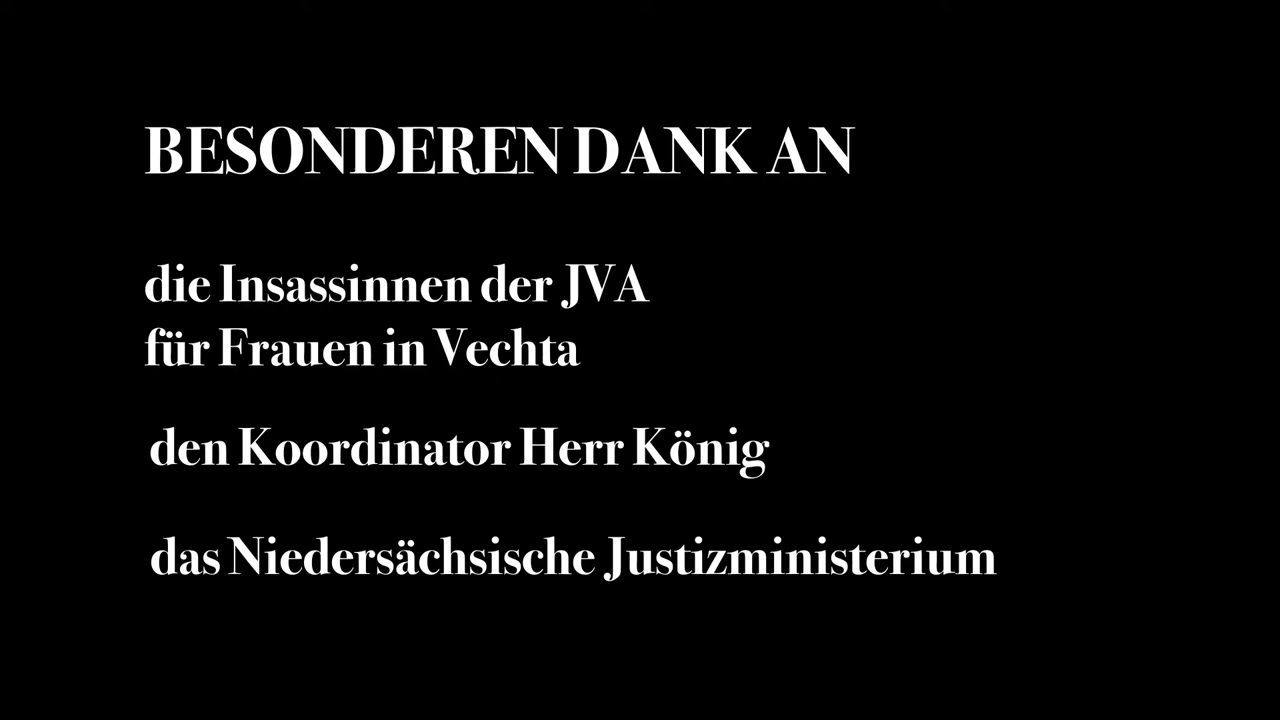 BESONDEREN DANK AN
die Insassinnen der JVA
für Frauen in Vechta
den Koordinator Herr König
das Niedersächsische Justizministerium